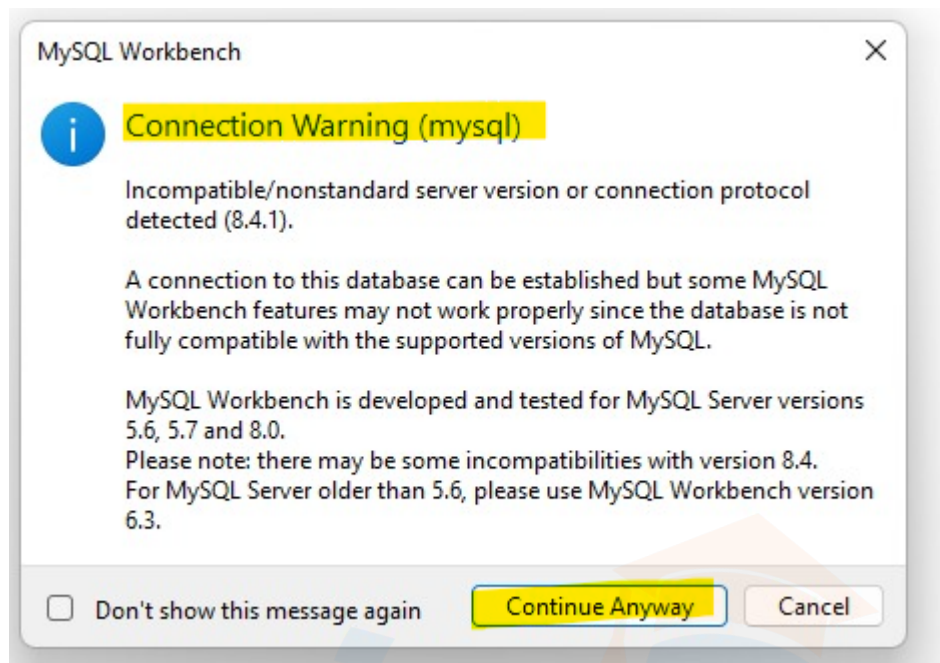 MySQL Workbench
Connection Warning (mysql)
Incompatible/nonstandard server version or connection protocol
detected (8.4.1).
A connection to this database can be established but some MySQL
Workbench features may not work properly since the database is not
fully compatible with the supported versions of MySQL.
MySQL Workbench is developed and tested for MySQL Server versions
5.6, 5.7 and 8.0.
Please note: there may be some incompatibilities with version 8.4.
For MySQL Server older than 5.6, please use MySQL Workbench version
6.3.
Don't show this message again Continue Anyway Cancel